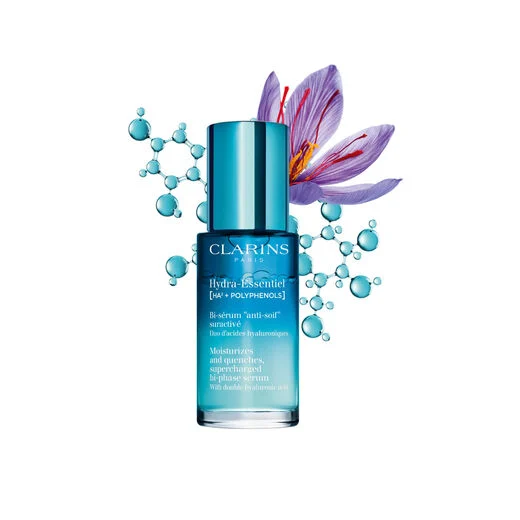 CLARINS
PARIS
Hydra-Essentiel
[HA² + POLYPHENOLS]
Bi-sérum "anti-soif"
suractivé
Duo d'acides hyaluroniques
Moisturizes
and quenches,
supercharged
bi-phase serum
With double hyaluronic acid